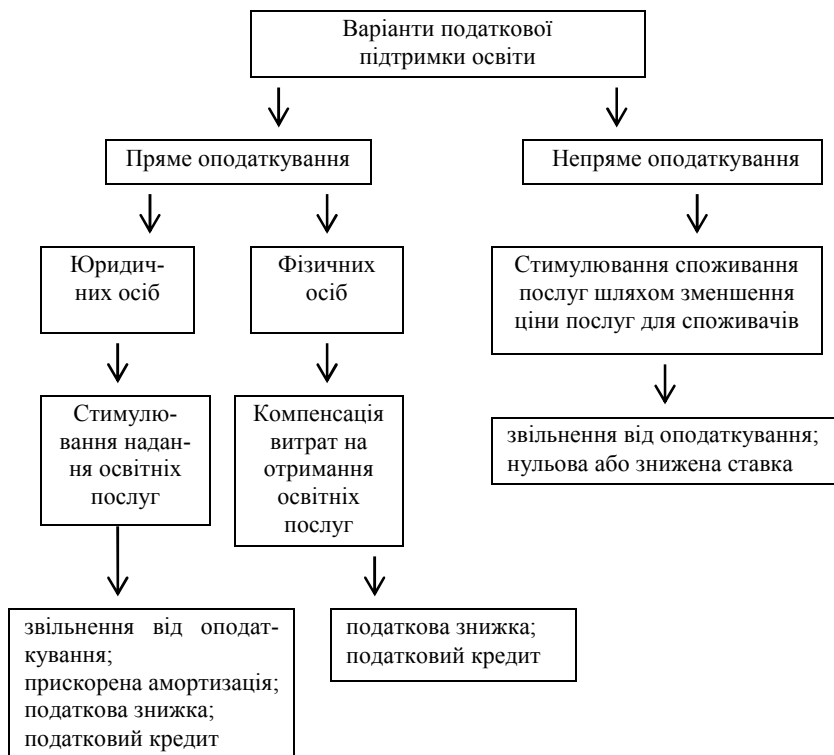 Варіанти податкової
підтримки освіти
Пряме оподаткування
Непряме оподаткування
Юридич-
них осіб
Фізичних
осіб
Стимулювання споживання
послуг шляхом зменшення
ціни послуг для споживачів
Стимулю-
вання надан-
ня освітніх
послуг
Компенсація
витрат на
отримання
освітніх
послуг
звільнення від оподаткування;
нульова або знижена ставка
звільнення від оподат-
кування;
прискорена амортизація;
податкова знижка;
податковий кредит
податкова знижка;
податковий кредит